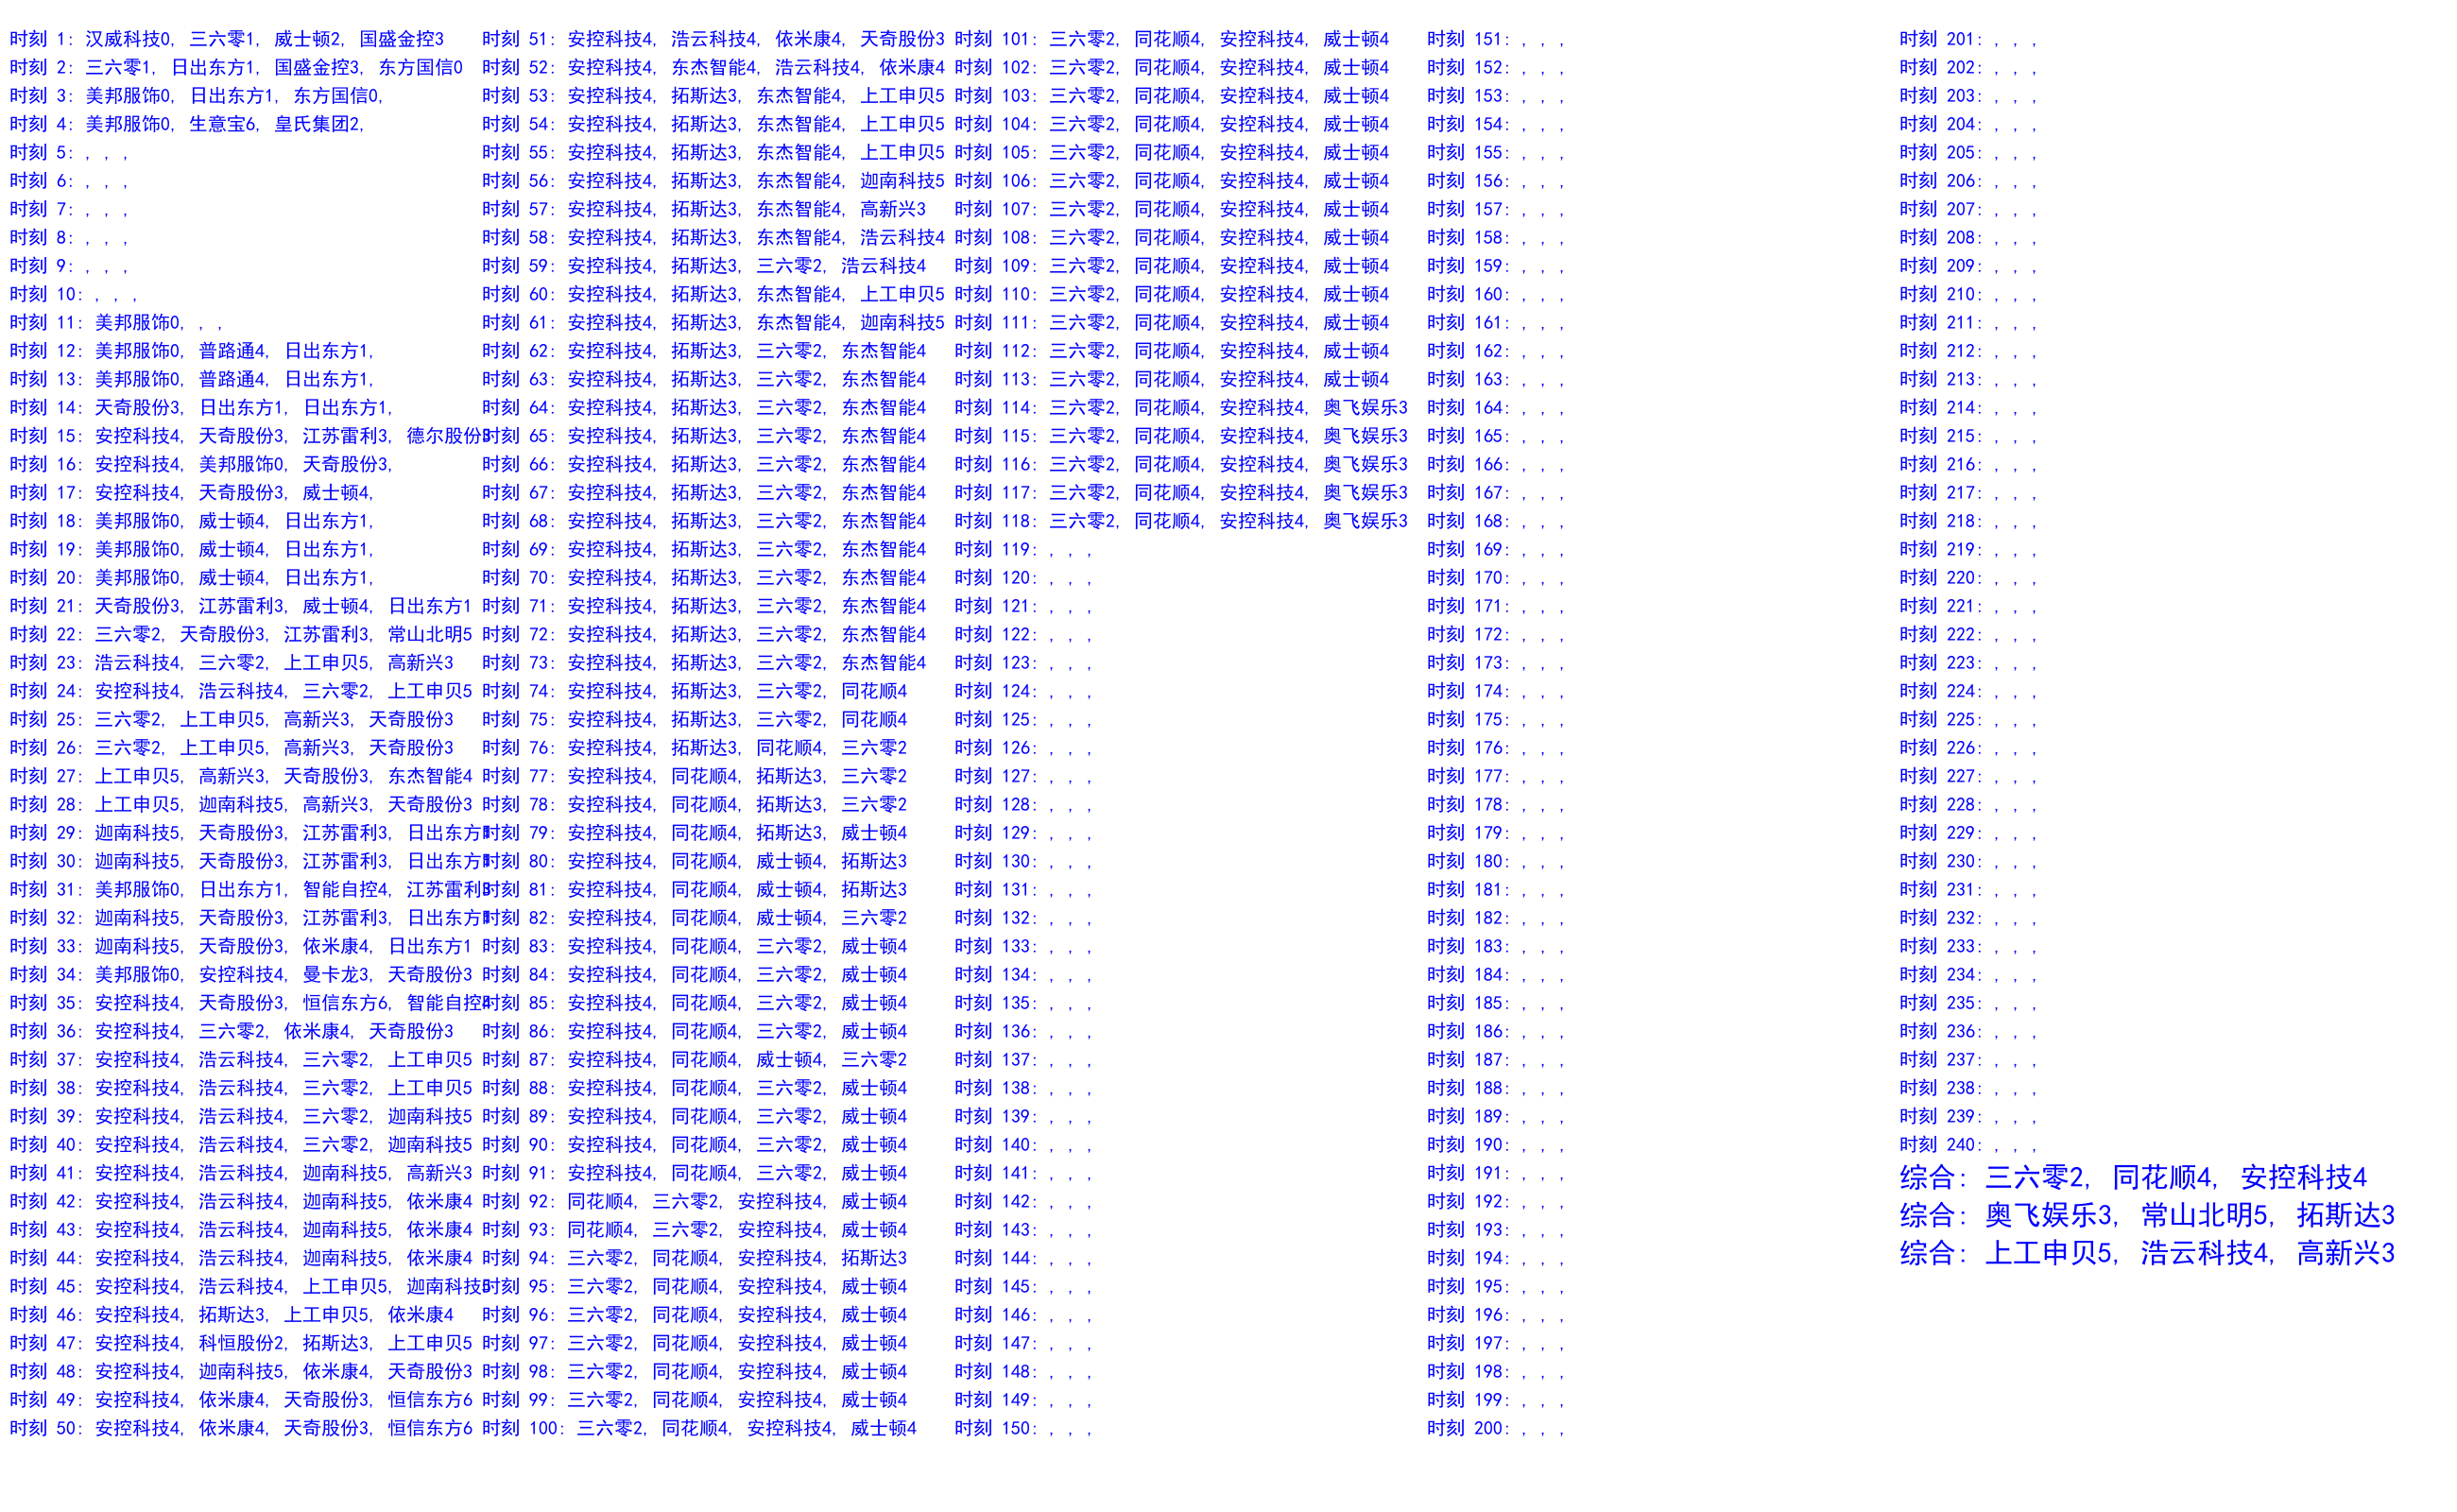 时刻 1: 汉威科技0, 三六零1, 威士顿2, 国盛金控3
时刻 2: 三六零1, 日出东方1, 国盛金控3, 东方国信0
时刻 3: 美邦服饰0, 日出东方1, 东方国信0,
时刻 4: 美邦服饰0, 生意宝6, 皇氏集团2,
时刻 5: , , ,
时刻 6: , , ,
时刻 7: , , ,
时刻 8: , , ,
时刻 9: , , ,
时刻 10: , , ,
时刻 11: 美邦服饰0, , ,
时刻 12: 美邦服饰0, 普路通4, 日出东方1,
时刻 13: 美邦服饰0, 普路通4, 日出东方1,
时刻 14: 天奇股份3, 日出东方1, 日出东方1,
时刻 15: 安控科技4, 天奇股份3, 江苏雷利3, 德尔股份3
时刻 16: 安控科技4, 美邦服饰0, 天奇股份3,
时刻 17: 安控科技4, 天奇股份3, 威士顿4,
时刻 18: 美邦服饰0, 威士顿4, 日出东方1,
时刻 19: 美邦服饰0, 威士顿4, 日出东方1,
时刻 20: 美邦服饰0, 威士顿4, 日出东方1,
时刻 21: 天奇股份3, 江苏雷利3, 威士顿4, 日出东方1
时刻 22: 三六零2, 天奇股份3, 江苏雷利3, 常山北明5
时刻 23: 浩云科技4, 三六零2, 上工申贝5, 高新兴3
时刻 24: 安控科技4, 浩云科技4, 三六零2, 上工申贝5
时刻 25: 三六零2, 上工申贝5, 高新兴3, 天奇股份3
时刻 26: 三六零2, 上工申贝5, 高新兴3, 天奇股份3
时刻 27: 上工申贝5, 高新兴3, 天奇股份3, 东杰智能4
时刻 28: 上工申贝5, 迦南科技5, 高新兴3, 天奇股份3
时刻 29: 迦南科技5, 天奇股份3, 江苏雷利3, 日出东方1
时刻 30: 迦南科技5, 天奇股份3, 江苏雷利3, 日出东方1
时刻 31: 美邦服饰0, 日出东方1, 智能自控4, 江苏雷利3
时刻 32: 迦南科技5, 天奇股份3, 江苏雷利3, 日出东方1
时刻 33: 迦南科技5, 天奇股份3, 依米康4, 日出东方1
时刻 34: 美邦服饰0, 安控科技4, 曼卡龙3, 天奇股份3
时刻 35: 安控科技4, 天奇股份3, 恒信东方6, 智能自控4
时刻 36: 安控科技4, 三六零2, 依米康4, 天奇股份3
时刻 37: 安控科技4, 浩云科技4, 三六零2, 上工申贝5
时刻 38: 安控科技4, 浩云科技4, 三六零2, 上工申贝5
时刻 39: 安控科技4, 浩云科技4, 三六零2, 迦南科技5
时刻 40: 安控科技4, 浩云科技4, 三六零2, 迦南科技5
时刻 41: 安控科技4, 浩云科技4, 迦南科技5, 高新兴3
时刻 42: 安控科技4, 浩云科技4, 迦南科技5, 依米康4
时刻 43: 安控科技4, 浩云科技4, 迦南科技5, 依米康4
时刻 44: 安控科技4, 浩云科技4, 迦南科技5, 依米康4
时刻 45: 安控科技4, 浩云科技4, 上工申贝5, 迦南科技5
时刻 46: 安控科技4, 拓斯达3, 上工申贝5, 依米康4
时刻 47: 安控科技4, 科恒股份2, 拓斯达3, 上工申贝5
时刻 48: 安控科技4, 迦南科技5, 依米康4, 天奇股份3
时刻 49: 安控科技4, 依米康4, 天奇股份3, 恒信东方6
时刻 50: 安控科技4, 依米康4, 天奇股份3, 恒信东方6
时刻 51: 安控科技4, 浩云科技4, 依米康4, 天奇股份3
时刻 52: 安控科技4, 东杰智能4, 浩云科技4, 依米康4
时刻 53: 安控科技4, 拓斯达3, 东杰智能4, 上工申贝5
时刻 54: 安控科技4, 拓斯达3, 东杰智能4, 上工申贝5
时刻 55: 安控科技4, 拓斯达3, 东杰智能4, 上工申贝5
时刻 56: 安控科技4, 拓斯达3, 东杰智能4, 迦南科技5
时刻 57: 安控科技4, 拓斯达3, 东杰智能4, 高新兴3
时刻 58: 安控科技4, 拓斯达3, 东杰智能4, 浩云科技4
时刻 59: 安控科技4, 拓斯达3, 三六零2, 浩云科技4
时刻 60: 安控科技4, 拓斯达3, 东杰智能4, 上工申贝5
时刻 61: 安控科技4, 拓斯达3, 东杰智能4, 迦南科技5
时刻 62: 安控科技4, 拓斯达3, 三六零2, 东杰智能4
时刻 63: 安控科技4, 拓斯达3, 三六零2, 东杰智能4
时刻 64: 安控科技4, 拓斯达3, 三六零2, 东杰智能4
时刻 65: 安控科技4, 拓斯达3, 三六零2, 东杰智能4
时刻 66: 安控科技4, 拓斯达3, 三六零2, 东杰智能4
时刻 67: 安控科技4, 拓斯达3, 三六零2, 东杰智能4
时刻 68: 安控科技4, 拓斯达3, 三六零2, 东杰智能4
时刻 69: 安控科技4, 拓斯达3, 三六零2, 东杰智能4
时刻 70: 安控科技4, 拓斯达3, 三六零2, 东杰智能4
时刻 71: 安控科技4, 拓斯达3, 三六零2, 东杰智能4
时刻 72: 安控科技4, 拓斯达3, 三六零2, 东杰智能4
时刻 73: 安控科技4, 拓斯达3, 三六零2, 东杰智能4
时刻 74: 安控科技4, 拓斯达3, 三六零2, 同花顺4
时刻 75: 安控科技4, 拓斯达3, 三六零2, 同花顺4
时刻 76: 安控科技4, 拓斯达3, 同花顺4, 三六零2
时刻 77: 安控科技4, 同花顺4, 拓斯达3, 三六零2
时刻 78: 安控科技4, 同花顺4, 拓斯达3, 三六零2
时刻 79: 安控科技4, 同花顺4, 拓斯达3, 威士顿4
时刻 80: 安控科技4, 同花顺4, 威士顿4, 拓斯达3
时刻 81: 安控科技4, 同花顺4, 威士顿4, 拓斯达3
时刻 82: 安控科技4, 同花顺4, 威士顿4, 三六零2
时刻 83: 安控科技4, 同花顺4, 三六零2, 威士顿4
时刻 84: 安控科技4, 同花顺4, 三六零2, 威士顿4
时刻 85: 安控科技4, 同花顺4, 三六零2, 威士顿4
时刻 86: 安控科技4, 同花顺4, 三六零2, 威士顿4
时刻 87: 安控科技4, 同花顺4, 威士顿4, 三六零2
时刻 88: 安控科技4, 同花顺4, 三六零2, 威士顿4
时刻 89: 安控科技4, 同花顺4, 三六零2, 威士顿4
时刻 90: 安控科技4, 同花顺4, 三六零2, 威士顿4
时刻 91: 安控科技4, 同花顺4, 三六零2, 威士顿4
时刻 92: 同花顺4, 三六零2, 安控科技4, 威士顿4
时刻 93: 同花顺4, 三六零2, 安控科技4, 威士顿4
时刻 94: 三六零2, 同花顺4, 安控科技4, 拓斯达3
时刻 95: 三六零2, 同花顺4, 安控科技4, 威士顿4
时刻 96: 三六零2, 同花顺4, 安控科技4, 威士顿4
时刻 97: 三六零2, 同花顺4, 安控科技4, 威士顿4
时刻 98: 三六零2, 同花顺4, 安控科技4, 威士顿4
时刻 99: 三六零2, 同花顺4, 安控科技4, 威士顿4
时刻 100: 三六零2, 同花顺4, 安控科技4, 威士顿4
时刻 101: 三六零2, 同花顺4, 安控科技4, 威士顿4
时刻 102: 三六零2, 同花顺4, 安控科技4, 威士顿4
时刻 103: 三六零2, 同花顺4, 安控科技4, 威士顿4
时刻 104: 三六零2, 同花顺4, 安控科技4, 威士顿4
时刻 105: 三六零2, 同花顺4, 安控科技4, 威士顿4
时刻 106: 三六零2, 同花顺4, 安控科技4, 威士顿4
时刻 107: 三六零2, 同花顺4, 安控科技4, 威士顿4
时刻 108: 三六零2, 同花顺4, 安控科技4, 威士顿4
时刻 109: 三六零2, 同花顺4, 安控科技4, 威士顿4
时刻 110: 三六零2, 同花顺4, 安控科技4, 威士顿4
时刻 111: 三六零2, 同花顺4, 安控科技4, 威士顿4
时刻 112: 三六零2, 同花顺4, 安控科技4, 威士顿4
时刻 113: 三六零2, 同花顺4, 安控科技4, 威士顿4
时刻 114: 三六零2, 同花顺4, 安控科技4, 奥飞娱乐3
时刻 115: 三六零2, 同花顺4, 安控科技4, 奥飞娱乐3
时刻 116: 三六零2, 同花顺4, 安控科技4, 奥飞娱乐3
时刻 117: 三六零2, 同花顺4, 安控科技4, 奥飞娱乐3
时刻 118: 三六零2, 同花顺4, 安控科技4, 奥飞娱乐3
时刻 119: , , ,
时刻 120: , , ,
时刻 121: , , ,
时刻 122: , , ,
时刻 123: , , ,
时刻 124: , , ,
时刻 125: , , ,
时刻 126: , , ,
时刻 127: , , ,
时刻 128: , , ,
时刻 129: , , ,
时刻 130: , , ,
时刻 131: , , ,
时刻 132: , , ,
时刻 133: , , ,
时刻 134: , , ,
时刻 135: , , ,
时刻 136: , , ,
时刻 137: , , ,
时刻 138: , , ,
时刻 139: , , ,
时刻 140: , , ,
时刻 141: , , ,
时刻 142: , , ,
时刻 143: , , ,
时刻 144: , , ,
时刻 145: , , ,
时刻 146: , , ,
时刻 147: , , ,
时刻 148: , , ,
时刻 149: , , ,
时刻 150: , , ,
时刻 151: , , ,
时刻 152: , , ,
时刻 153: , , ,
时刻 154: , , ,
时刻 155: , , ,
时刻 156: , , ,
时刻 157: , , ,
时刻 158: , , ,
时刻 159: , , ,
时刻 160: , , ,
时刻 161: , , ,
时刻 162: , , ,
时刻 163: , , ,
时刻 164: , , ,
时刻 165: , , ,
时刻 166: , , ,
时刻 167: , , ,
时刻 168: , , ,
时刻 169: , , ,
时刻 170: , , ,
时刻 171: , , ,
时刻 172: , , ,
时刻 173: , , ,
时刻 174: , , ,
时刻 175: , , ,
时刻 176: , , ,
时刻 177: , , ,
时刻 178: , , ,
时刻 179: , , ,
时刻 180: , , ,
时刻 181: , , ,
时刻 182: , , ,
时刻 183: , , ,
时刻 184: , , ,
时刻 185: , , ,
时刻 186: , , ,
时刻 187: , , ,
时刻 188: , , ,
时刻 189: , , ,
时刻 190: , , ,
时刻 191: , , ,
时刻 192: , , ,
时刻 193: , , ,
时刻 194: , , ,
时刻 195: , , ,
时刻 196: , , ,
时刻 197: , , ,
时刻 198: , , ,
时刻 199: , , ,
时刻 200: , , ,
时刻 201: , , ,
时刻 202: , , ,
时刻 203: , , ,
时刻 204: , , ,
时刻 205: , , ,
时刻 206: , , ,
时刻 207: , , ,
时刻 208: , , ,
时刻 209: , , ,
时刻 210: , , ,
时刻 211: , , ,
时刻 212: , , ,
时刻 213: , , ,
时刻 214: , , ,
时刻 215: , , ,
时刻 216: , , ,
时刻 217: , , ,
时刻 218: , , ,
时刻 219: , , ,
时刻 220: , , ,
时刻 221: , , ,
时刻 222: , , ,
时刻 223: , , ,
时刻 224: , , ,
时刻 225: , , ,
时刻 226: , , ,
时刻 227: , , ,
时刻 228: , , ,
时刻 229: , , ,
时刻 230: , , ,
时刻 231: , , ,
时刻 232: , , ,
时刻 233: , , ,
时刻 234: , , ,
时刻 235: , , ,
时刻 236: , , ,
时刻 237: , , ,
时刻 238: , , ,
时刻 239: , , ,
时刻 240: , , ,
综合: 三六零2, 同花顺4, 安控科技4
综合: 奥飞娱乐3, 常山北明5, 拓斯达3
综合: 上工申贝5, 浩云科技4, 高新兴3